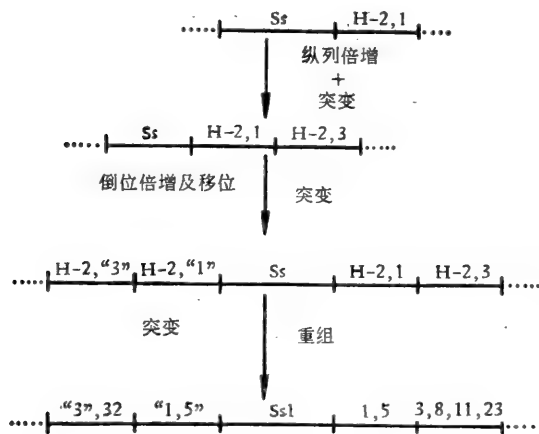 Ss H-2,1
纵列倍增
+
突变
Ss H-2,1 H-2,3
倒位倍增及移位 突变
H-2,“3” H-2,“1” Ss H-2,1 H-2,3
突变 重组
“3”,32 “1,5” Ss1 1,5 3,8,11,23